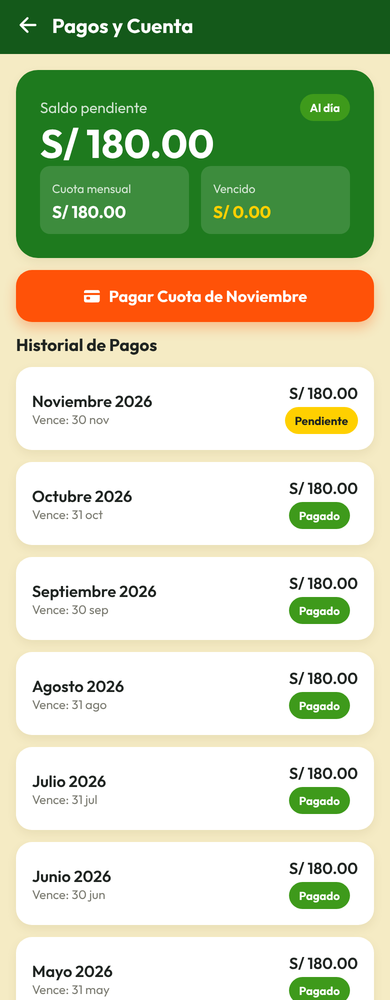 Pagos y Cuenta
Saldo pendiente
Al día
S/ 180.00
Cuota mensual
S/ 180.00
Vencido
S/ 0.00
Pagar Cuota de Noviembre
Historial de Pagos
Noviembre 2026
Vence: 30 nov
S/ 180.00
Pendiente
Octubre 2026
Vence: 31 oct
S/ 180.00
Pagado
Septiembre 2026
Vence: 30 sep
S/ 180.00
Pagado
Agosto 2026
Vence: 31 ago
S/ 180.00
Pagado
Julio 2026
Vence: 31 jul
S/ 180.00
Pagado
Junio 2026
Vence: 30 jun
S/ 180.00
Pagado
Mayo 2026
Vence: 31 may
S/ 180.00
Pagado